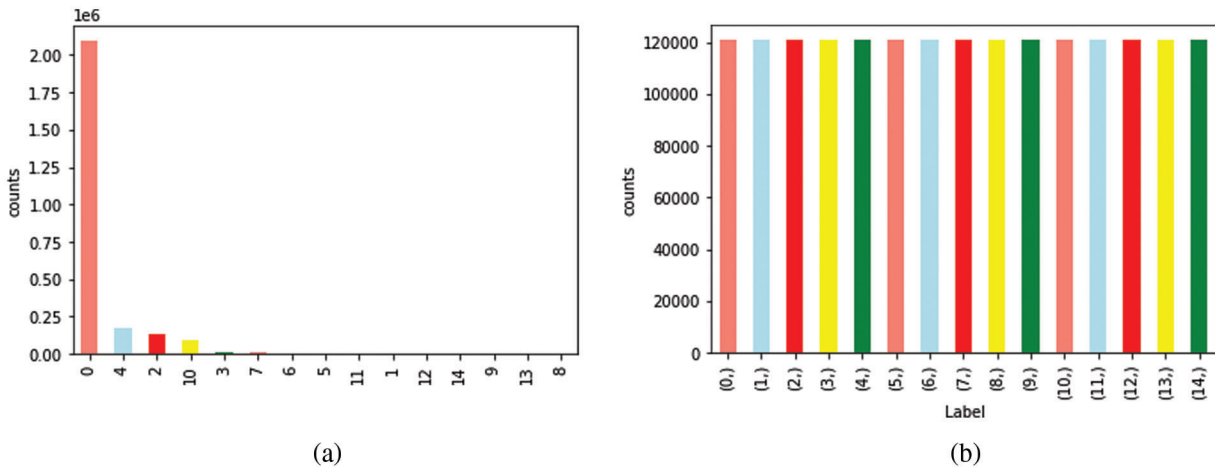 1e6
2.00
1.75
1.50
1.25
1.00
0.75
0.50
0.25
0.00
counts
0 4 2 10 3 7 6 5 11 1 12 14 9 13 8
(a)
120000
100000
80000
60000
40000
20000
0
counts
(0,) (1,) (2,) (3,) (4,) (5,) (6,) (7,) (8,) (9,) (10,) (11,) (12,) (13,) (14,)
Label
(b)